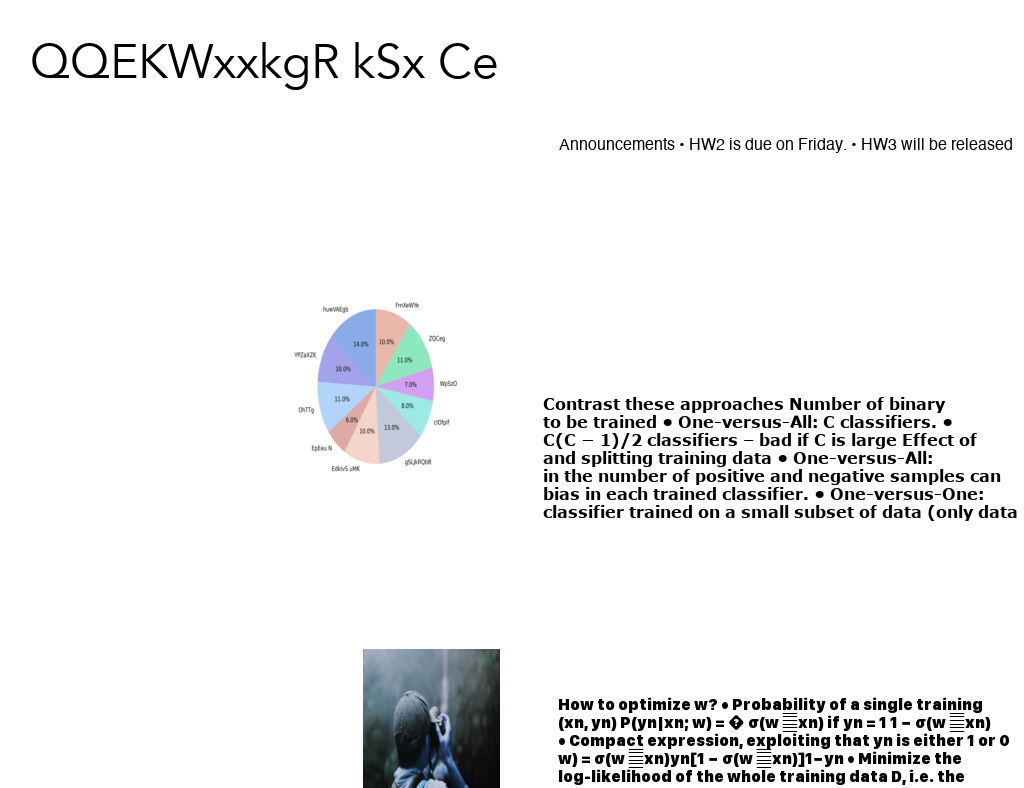 QQEKWxxkgR kSx Ce
Announcements • HW2 is due on Friday. • HW3 will be released
huwVAEgb
FmXeWYe
ZQCeg
YPZaXZK
WpSzO
OhTTg
clOfpIf
EpEeu N
gSLJkRQbB
EdkivS uMK
14.0%
10.0%
11.0%
10.0%
7.0%
11.0%
8.0%
6.0%
10.0%
13.0%
Contrast these approaches Number of binary
to be trained • One-versus-All: C classifiers. •
C(C − 1)/2 classifiers – bad if C is large Effect of
and splitting training data • One-versus-All:
in the number of positive and negative samples can
bias in each trained classifier. • One-versus-One:
classifier trained on a small subset of data (only data
How to optimize w? • Probability of a single training
(xn, yn) P(yn|xn; w) = � σ(w xn) if yn = 1 1 − σ(w xn)
• Compact expression, exploiting that yn is either 1 or 0
w) = σ(w xn)yn[1 − σ(w xn)]1−yn • Minimize the
log-likelihood of the whole training data D, i.e. the